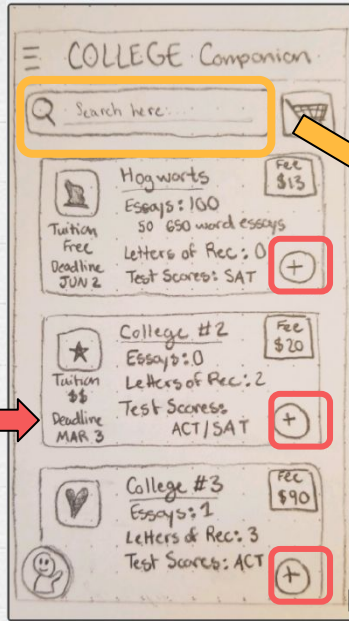 COLLEGE Companion
Search here:
Hogwarts
Fee
$13
Essays: 100
50 650 word essays
Tuition
Free
Letters of Rec: 0
Deadline
JUN 2
Test Scores: SAT
+
College #2
Fee
$20
Essays: 0
Tuition
$$
Letters of Rec: 2
Deadline
MAR 3
Test Scores:
ACT/SAT
+
College #3
Fee
$90
Essays: 1
Letters of Rec: 3
Test Scores: ACT
+